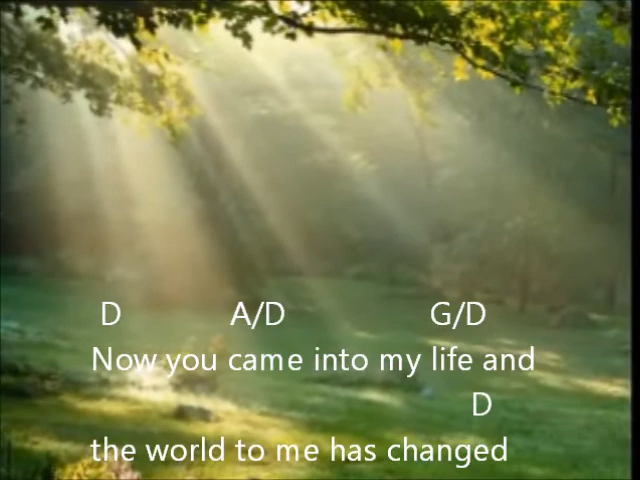 D A/D G/D
Now you came into my life and
D
the world to me has changed